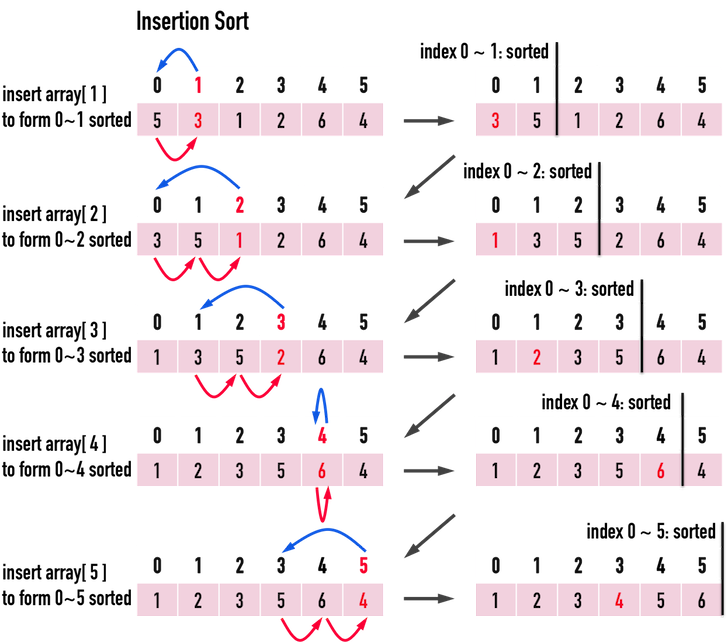 Insertion Sort
index 0 ~ 1: sorted
insert array[ 1 ]
to form 0~1 sorted
0 1 2 3 4 5
5 3 1 2 6 4
0 1 2 3 4 5
3 5 1 2 6 4
index 0 ~ 2: sorted
insert array[ 2 ]
to form 0~2 sorted
0 1 2 3 4 5
3 5 1 2 6 4
0 1 2 3 4 5
1 3 5 2 6 4
index 0 ~ 3: sorted
insert array[ 3 ]
to form 0~3 sorted
0 1 2 3 4 5
1 3 5 2 6 4
0 1 2 3 4 5
1 2 3 5 6 4
index 0 ~ 4: sorted
insert array[ 4 ]
to form 0~4 sorted
0 1 2 3 4 5
1 2 3 5 6 4
0 1 2 3 4 5
1 2 3 5 6 4
index 0 ~ 5: sorted
insert array[ 5 ]
to form 0~5 sorted
0 1 2 3 4 5
1 2 3 5 6 4
0 1 2 3 4 5
1 2 3 4 5 6